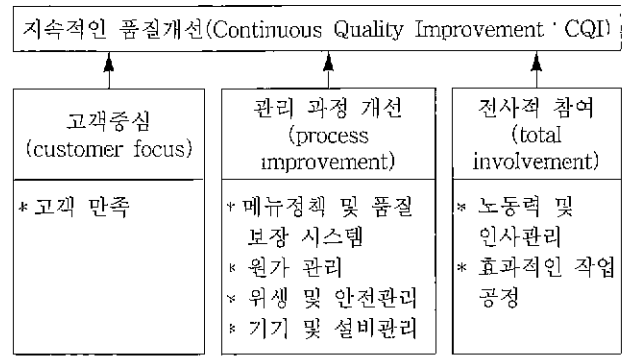 지속적인 품질개선(Continuous Quality Improvement · CQI)
고객중심
(customer focus)
* 고객 만족
관리 과정 개선
(process
improvement)
* 메뉴정책 및 품질
보장 시스템
* 원가 관리
* 위생 및 안전관리
* 기기 및 설비관리
전사적 참여
(total
involvement)
* 노동력 및
인사관리
* 효과적인 작업
공정